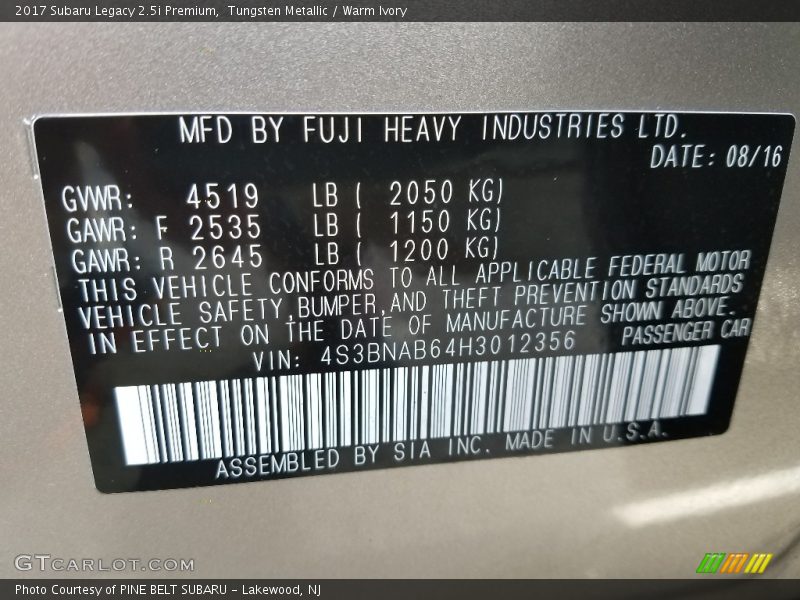 2017 Subaru Legacy 2.5i Premium,  Tungsten Metallic / Warm Ivory
MFD BY FUJI HEAVY INDUSTRIES LTD.
DATE: 08/16
GVWR: 4519 LB ( 2050 KG)
GAWR: F 2535 LB ( 1150 KG)
GAWR: R 2645 LB ( 1200 KG)
THIS VEHICLE CONFORMS TO ALL APPLICABLE FEDERAL MOTOR
VEHICLE SAFETY,BUMPER,AND THEFT PREVENTION STANDARDS
IN EFFECT ON THE DATE OF MANUFACTURE SHOWN ABOVE.
VIN: 4S3BNAB64H3012356 PASSENGER CAR
ASSEMBLED BY SIA INC. MADE IN U.S.A.
GTCARLOT.COM
Photo Courtesy of PINE BELT SUBARU - Lakewood, NJ